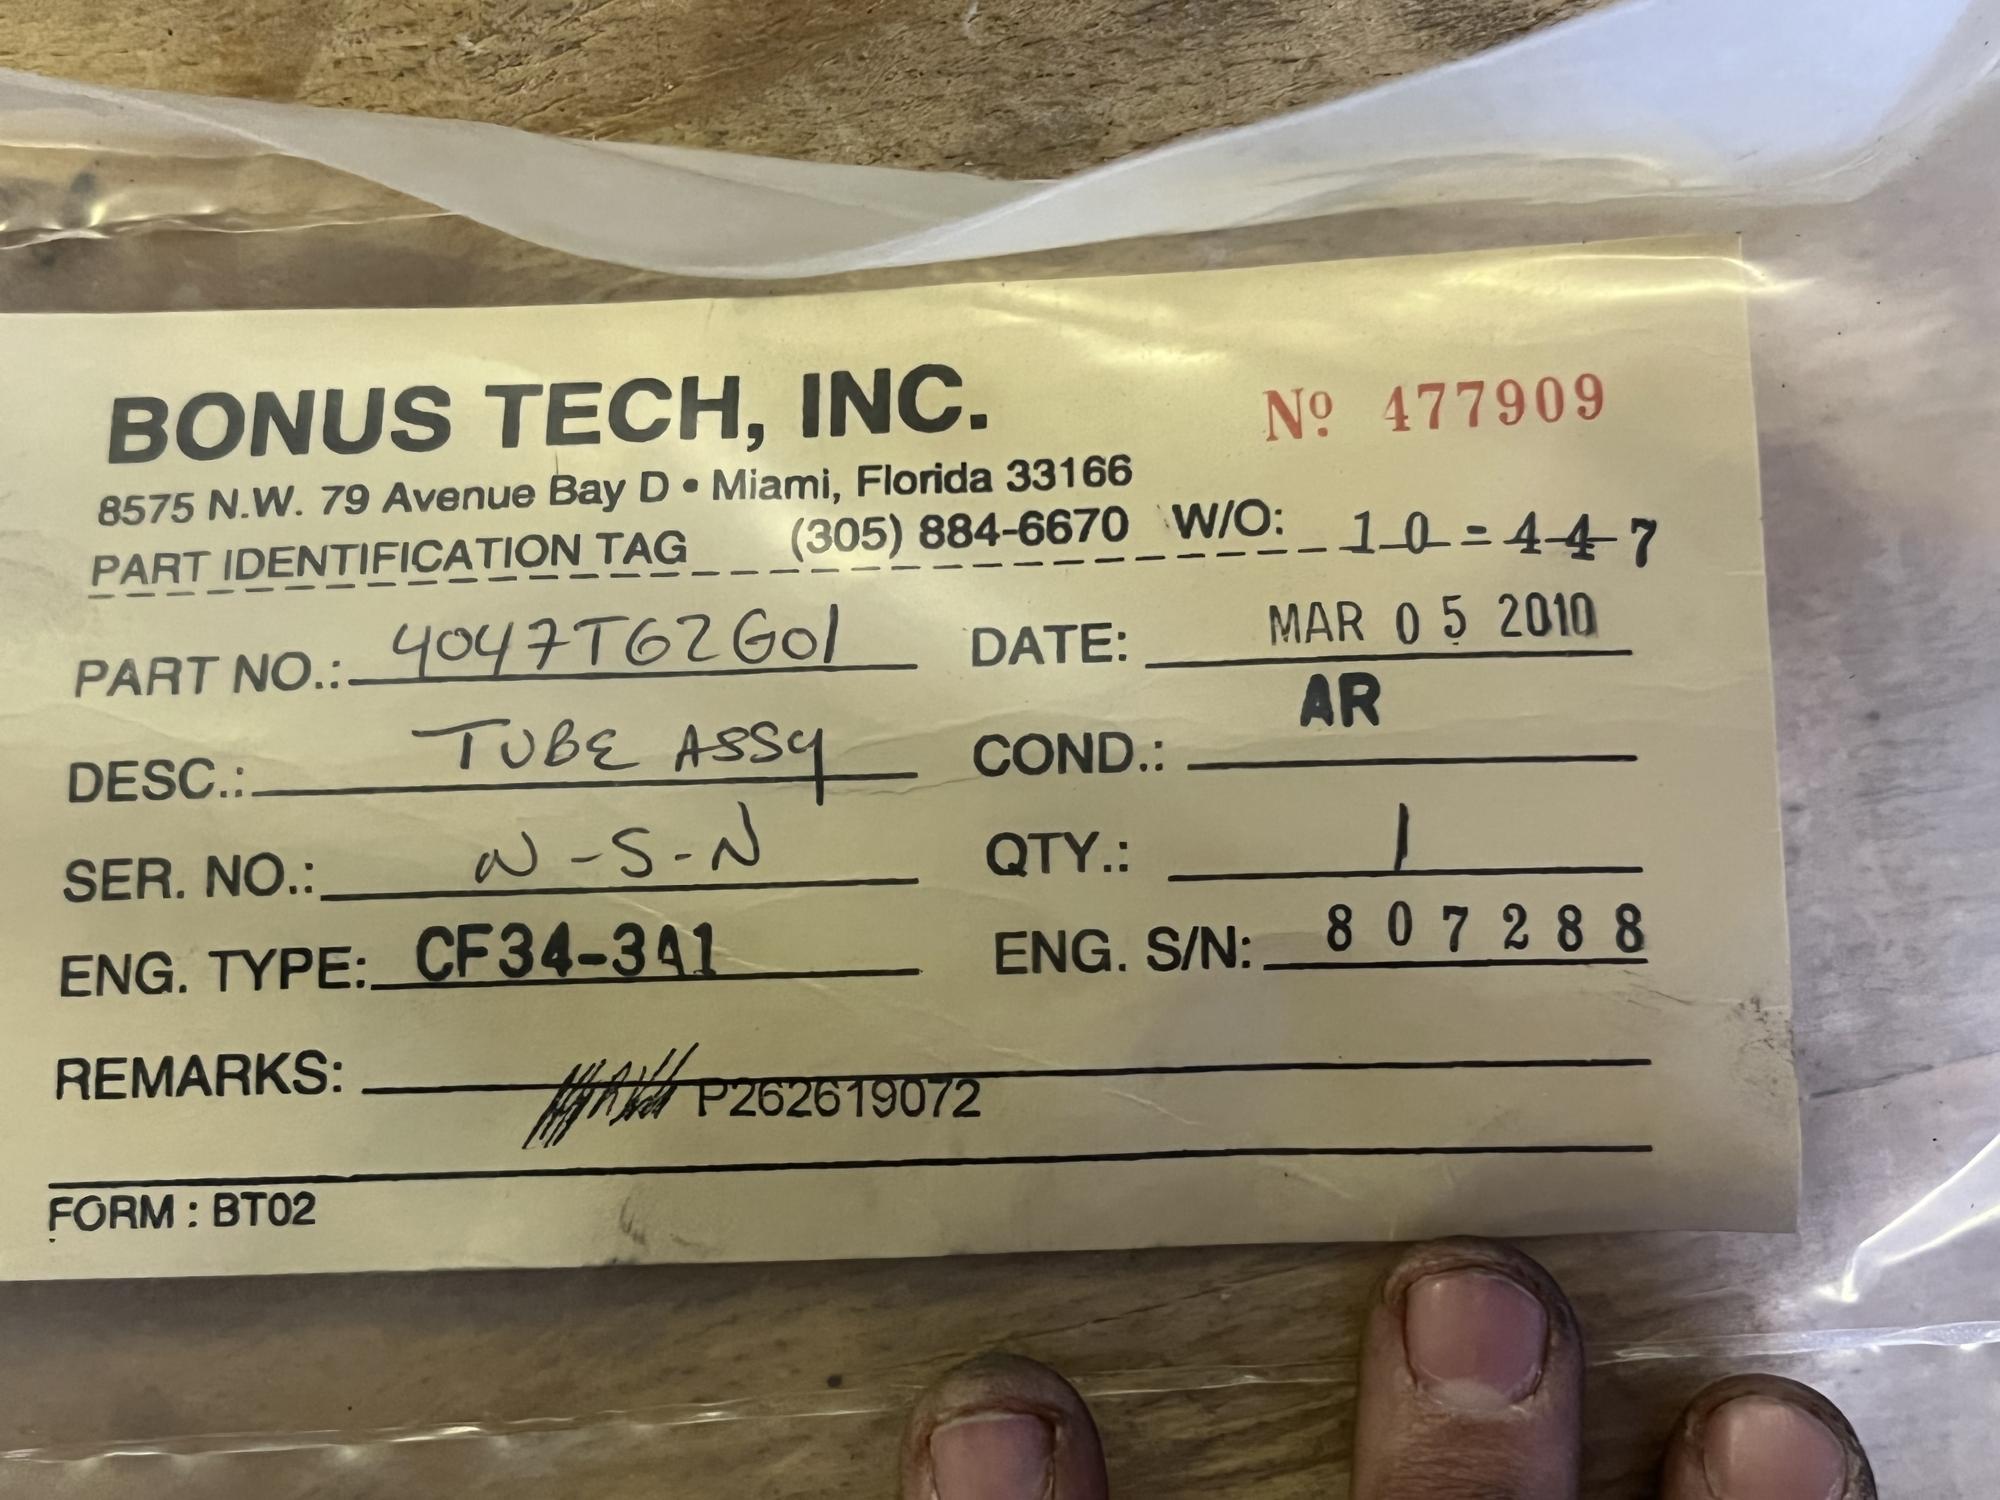 BONUS TECH, INC.
Nº 477909
8575 N.W. 79 Avenue Bay D • Miami, Florida 33166
PART IDENTIFICATION TAG (305) 884-6670 W/O: 10-447
PART NO.: 4047T62G01 DATE: MAR 05 2010
DESC.: TUBE ASSY COND.: AR
SER. NO.: N-S-N QTY.: 1
ENG. TYPE: CF34-3A1 ENG. S/N: 807288
REMARKS:
P262619072
FORM : BT02